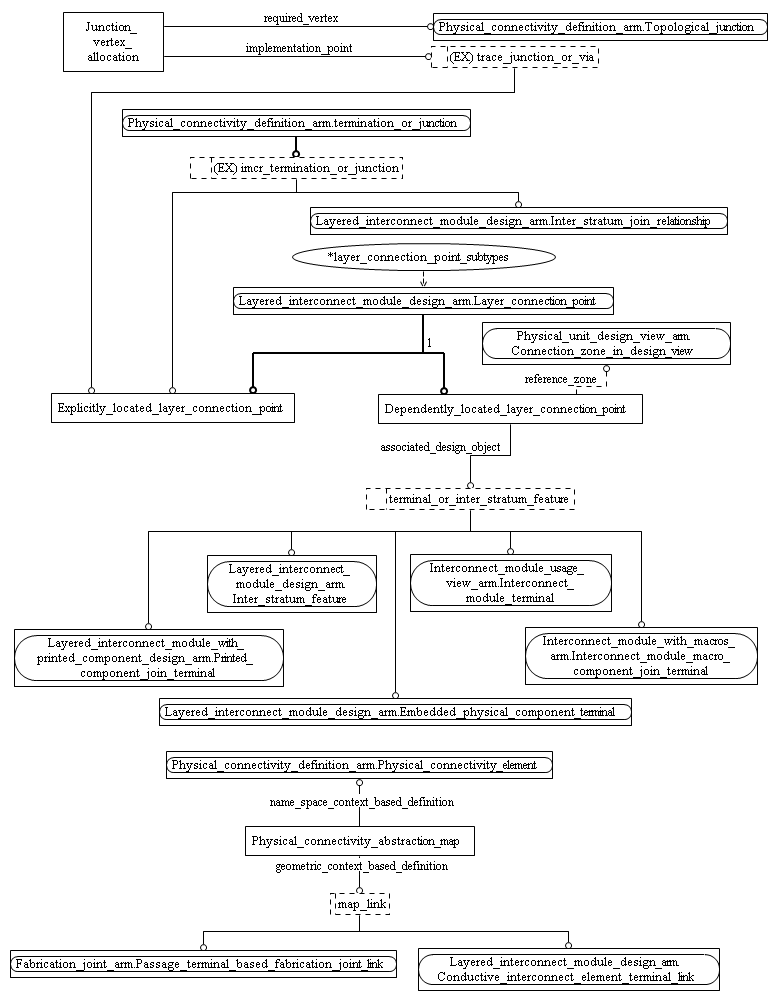 required_vertex
Junction_
vertex_
allocation
Physical_connectivity_definition_arm.Topological_junction
implementation_point
(EX) trace_junction_or_via
Physical_connectivity_definition_arm.termination_or_junction
(EX) imcr_termination_or_junction
Layered_interconnect_module_design_arm.Inter_stratum_join_relationship
*layer_connection_point_subtypes
Layered_interconnect_module_design_arm.Layer_connection_point
1
Physical_unit_design_view_arm.
Connection_zone_in_design_view
reference_zone
Explicitly_located_layer_connection_point
Dependently_located_layer_connection_point
associated_design_object
terminal_or_inter_stratum_feature
Layered_interconnect_
module_design_arm.
Inter_stratum_feature
Interconnect_module_usage_
view_arm.Interconnect_
module_terminal
Layered_interconnect_module_with_
printed_component_design_arm.Printed_
component_join_terminal
Interconnect_module_with_macros_
arm.Interconnect_module_macro_
component_join_terminal
Layered_interconnect_module_design_arm.Embedded_physical_component_terminal
Physical_connectivity_definition_arm.Physical_connectivity_element
name_space_context_based_definition
Physical_connectivity_abstraction_map
geometric_context_based_definition
map_link
Fabrication_joint_arm.Passage_terminal_based_fabrication_joint_link
Layered_interconnect_module_design_arm.
Conductive_interconnect_element_terminal_link